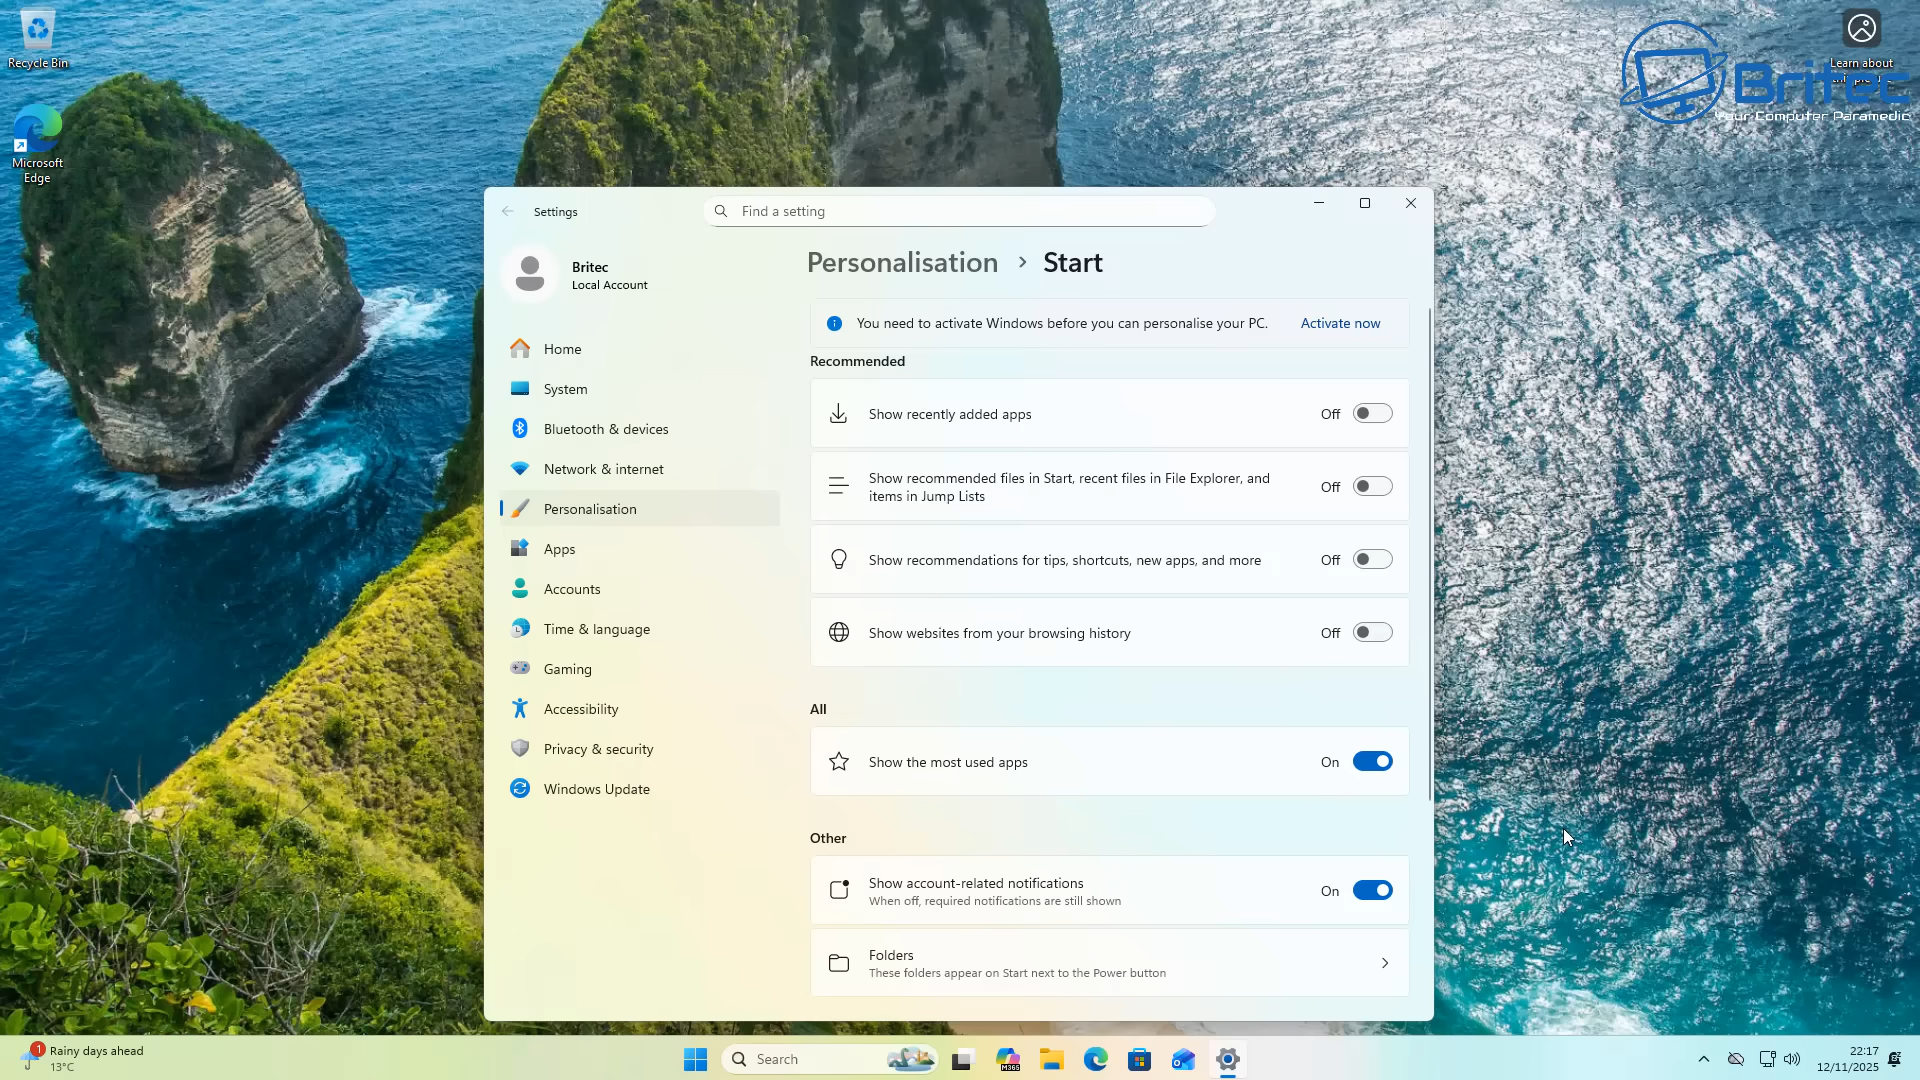 Recycle Bin
Microsoft
Edge
Learn about
Britec
Your Computer Paramedic
Settings
Find a setting
Britec
Local Account
Home
System
Bluetooth & devices
Network & internet
Personalisation
Apps
Accounts
Time & language
Gaming
Accessibility
Privacy & security
Windows Update
Personalisation > Start
You need to activate Windows before you can personalise your PC. Activate now
Recommended
Show recently added apps Off
Show recommended files in Start, recent files in File Explorer, and
items in Jump Lists Off
Show recommendations for tips, shortcuts, new apps, and more Off
Show websites from your browsing history Off
All
Show the most used apps On
Other
Show account-related notifications On
When off, required notifications are still shown
Folders
These folders appear on Start next to the Power button
1
Rainy days ahead
13°C
Search
M365
22:17
12/11/2025